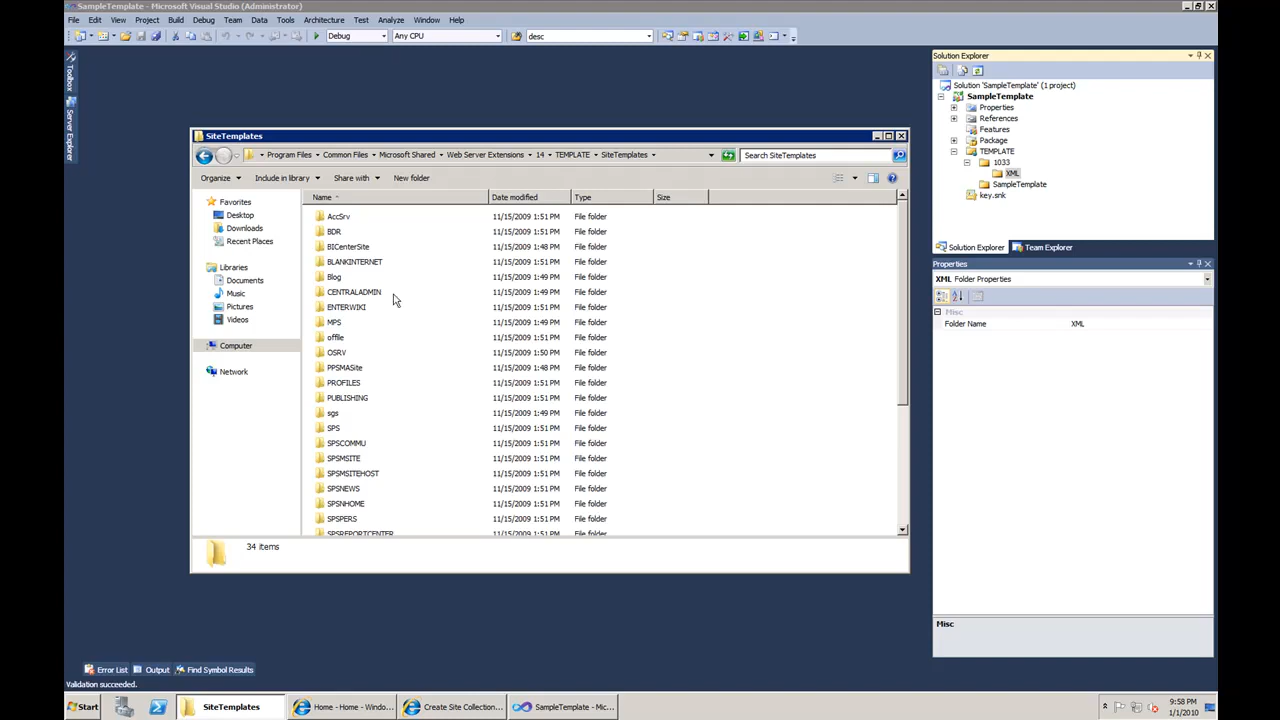 SampleTemplate - Microsoft Visual Studio (Administrator)
File Edit View Project Build Debug Team Data Tools Architecture Test Analyze Window Help
Debug Any CPU desc
Toolbox
Server Explorer
SiteTemplates
Program Files Common Files Microsoft Shared Web Server Extensions 14 TEMPLATE SiteTemplates Search SiteTemplates
Organize Include in library Share with New folder
Favorites
Desktop
Downloads
Recent Places
Libraries
Documents
Music
Pictures
Videos
Computer
Network
Name Date modified Type Size
AccSrv 11/15/2009 1:51 PM File folder
BDR 11/15/2009 1:51 PM File folder
BICenterSite 11/15/2009 1:48 PM File folder
BLANKINTERNET 11/15/2009 1:51 PM File folder
Blog 11/15/2009 1:49 PM File folder
CENTRALADMIN 11/15/2009 1:49 PM File folder
ENTERWIKI 11/15/2009 1:51 PM File folder
MPS 11/15/2009 1:49 PM File folder
offile 11/15/2009 1:51 PM File folder
OSRV 11/15/2009 1:50 PM File folder
PPSMASite 11/15/2009 1:48 PM File folder
PROFILES 11/15/2009 1:51 PM File folder
PUBLISHING 11/15/2009 1:51 PM File folder
sgs 11/15/2009 1:49 PM File folder
SPS 11/15/2009 1:51 PM File folder
SPSCOMMU 11/15/2009 1:51 PM File folder
SPSMSITE 11/15/2009 1:51 PM File folder
SPSMSITEHOST 11/15/2009 1:51 PM File folder
SPSNEWS 11/15/2009 1:51 PM File folder
SPSNHOME 11/15/2009 1:51 PM File folder
SPSPERS 11/15/2009 1:51 PM File folder
SPSREPORTCENTER 11/15/2009 1:51 PM File folder
34 items
Solution Explorer
Solution 'SampleTemplate' (1 project)
SampleTemplate
Properties
References
Features
Package
TEMPLATE
1033
XML
SampleTemplate
key.snk
Solution Explorer Team Explorer
Properties
XML Folder Properties
Misc
Folder Name XML
Misc
Error List Output Find Symbol Results
Validation succeeded.
Start SiteTemplates Home - Home - Windo... Create Site Collection... SampleTemplate - Mic...
9:58 PM
1/1/2010